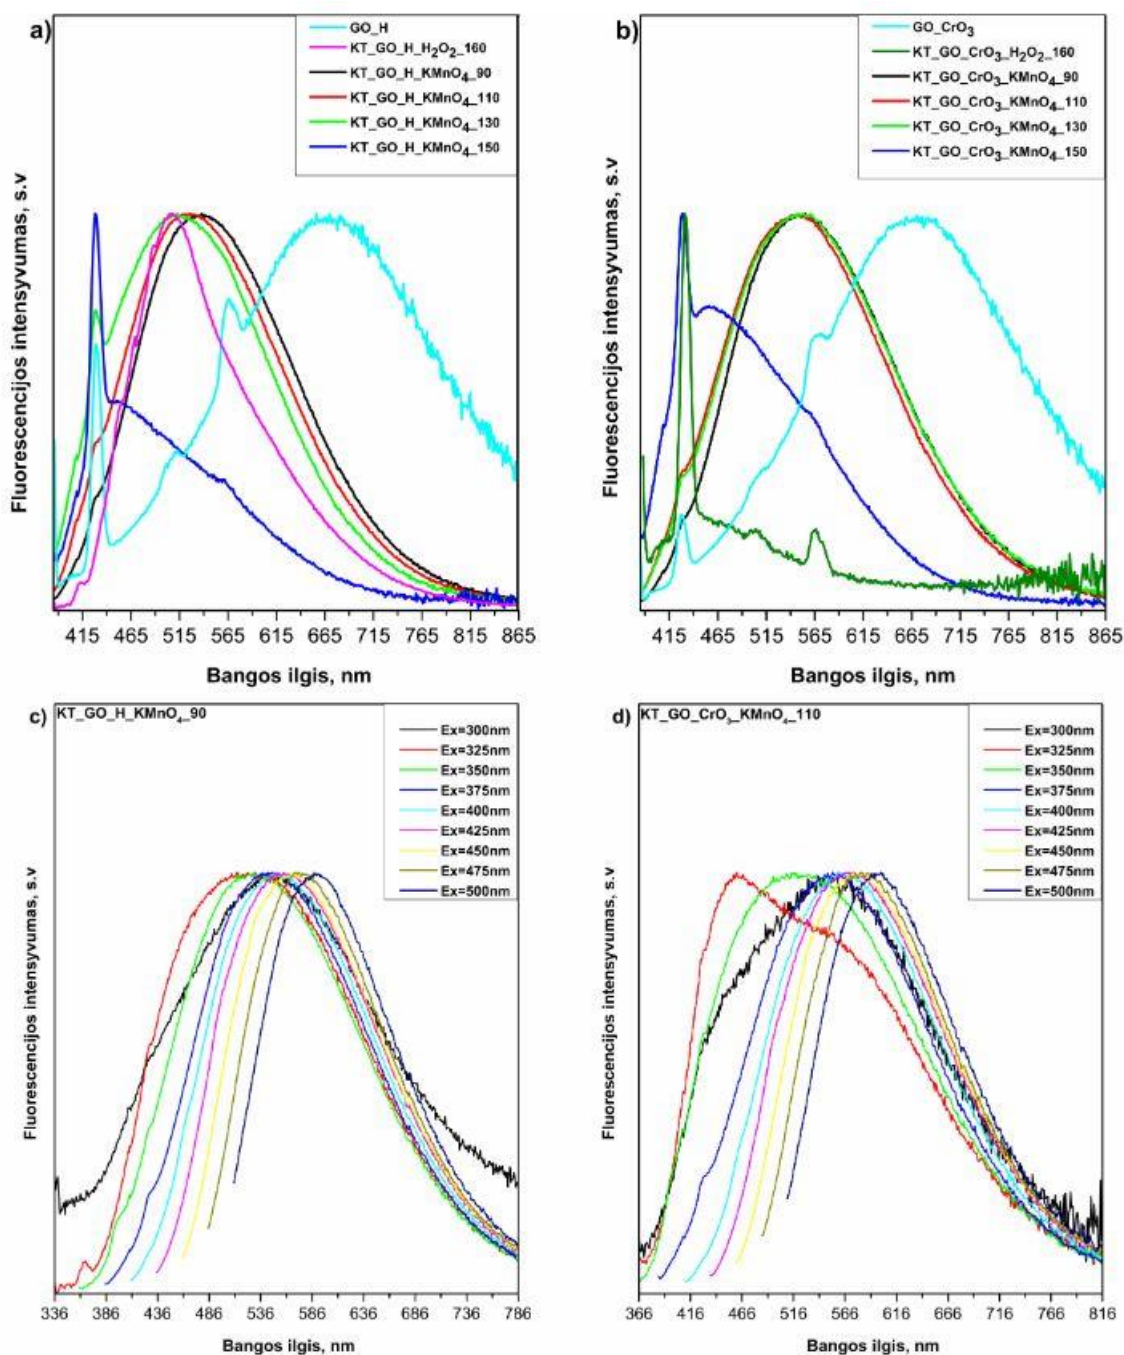 a)
GO_H
KT_GO_H_H₂O₂_160
KT_GO_H_KMnO₄_90
KT_GO_H_KMnO₄_110
KT_GO_H_KMnO₄_130
KT_GO_H_KMnO₄_150
Fluorescencijos intensyvumas, s.v
415 465 515 565 615 665 715 765 815 865
Bangos ilgis, nm
b)
GO_CrO₃
KT_GO_CrO₃_H₂O₂_160
KT_GO_CrO₃_KMnO₄_90
KT_GO_CrO₃_KMnO₄_110
KT_GO_CrO₃_KMnO₄_130
KT_GO_CrO₃_KMnO₄_150
Fluorescencijos intensyvumas, s.v
415 465 515 565 615 665 715 765 815 865
Bangos ilgis, nm
c)
KT_GO_H_KMnO₄_90
Ex=300nm
Ex=325nm
Ex=350nm
Ex=375nm
Ex=400nm
Ex=425nm
Ex=450nm
Ex=475nm
Ex=500nm
Fluorescencijos intensyvumas, s.v
336 386 436 486 536 586 636 686 736 786
Bangos ilgis, nm
d)
KT_GO_CrO₃_KMnO₄_110
Ex=300nm
Ex=325nm
Ex=350nm
Ex=375nm
Ex=400nm
Ex=425nm
Ex=450nm
Ex=475nm
Ex=500nm
Fluorescencijos intensyvumas, s.v
366 416 466 516 566 616 666 716 766 816
Bangos ilgis, nm